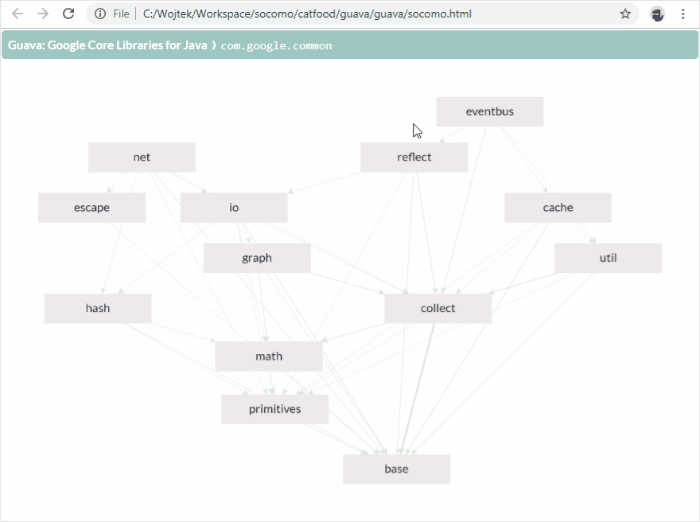 File | C:/Wojtek/Workspace/socomo/catfood/guava/guava/socomo.html
Guava: Google Core Libraries for Java ⟩ com.google.common
eventbus
net
reflect
escape
io
cache
graph
util
hash
collect
math
primitives
base